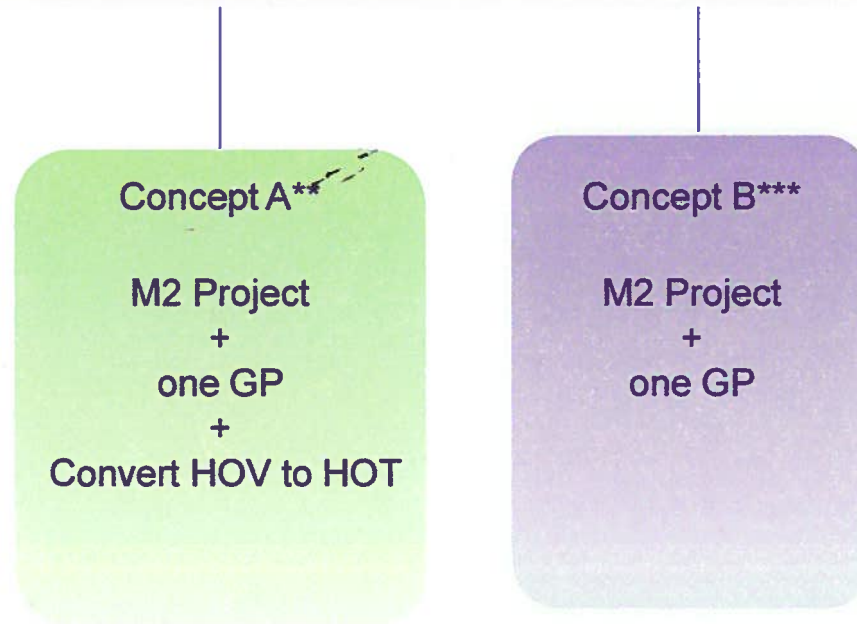 Concept A**
M2 Project
+
one GP
+
Convert HOV to HOT
Concept B***
M2 Project
+
one GP